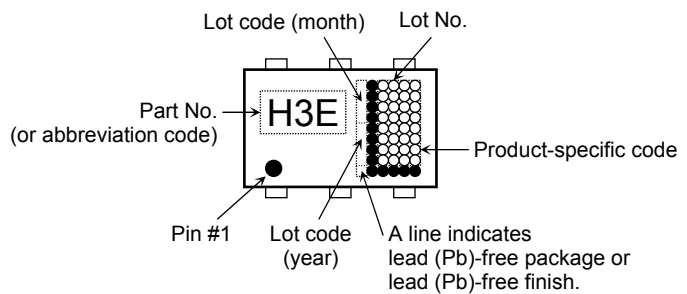 Lot code (month)
Lot No.
Part No.
(or abbreviation code)
H3E
Product-specific code
Pin #1
Lot code
(year)
A line indicates
lead (Pb)-free package or
lead (Pb)-free finish.